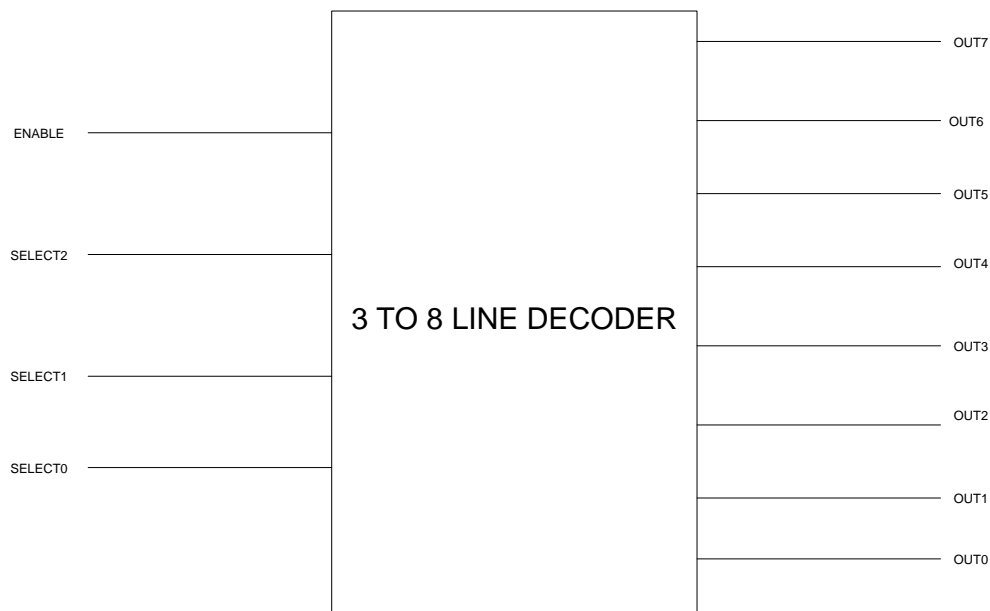 OUT7
OUT6
ENABLE
OUT5
SELECT2
OUT4
3 TO 8 LINE DECODER
OUT3
SELECT1
OUT2
SELECT0
OUT1
OUT0